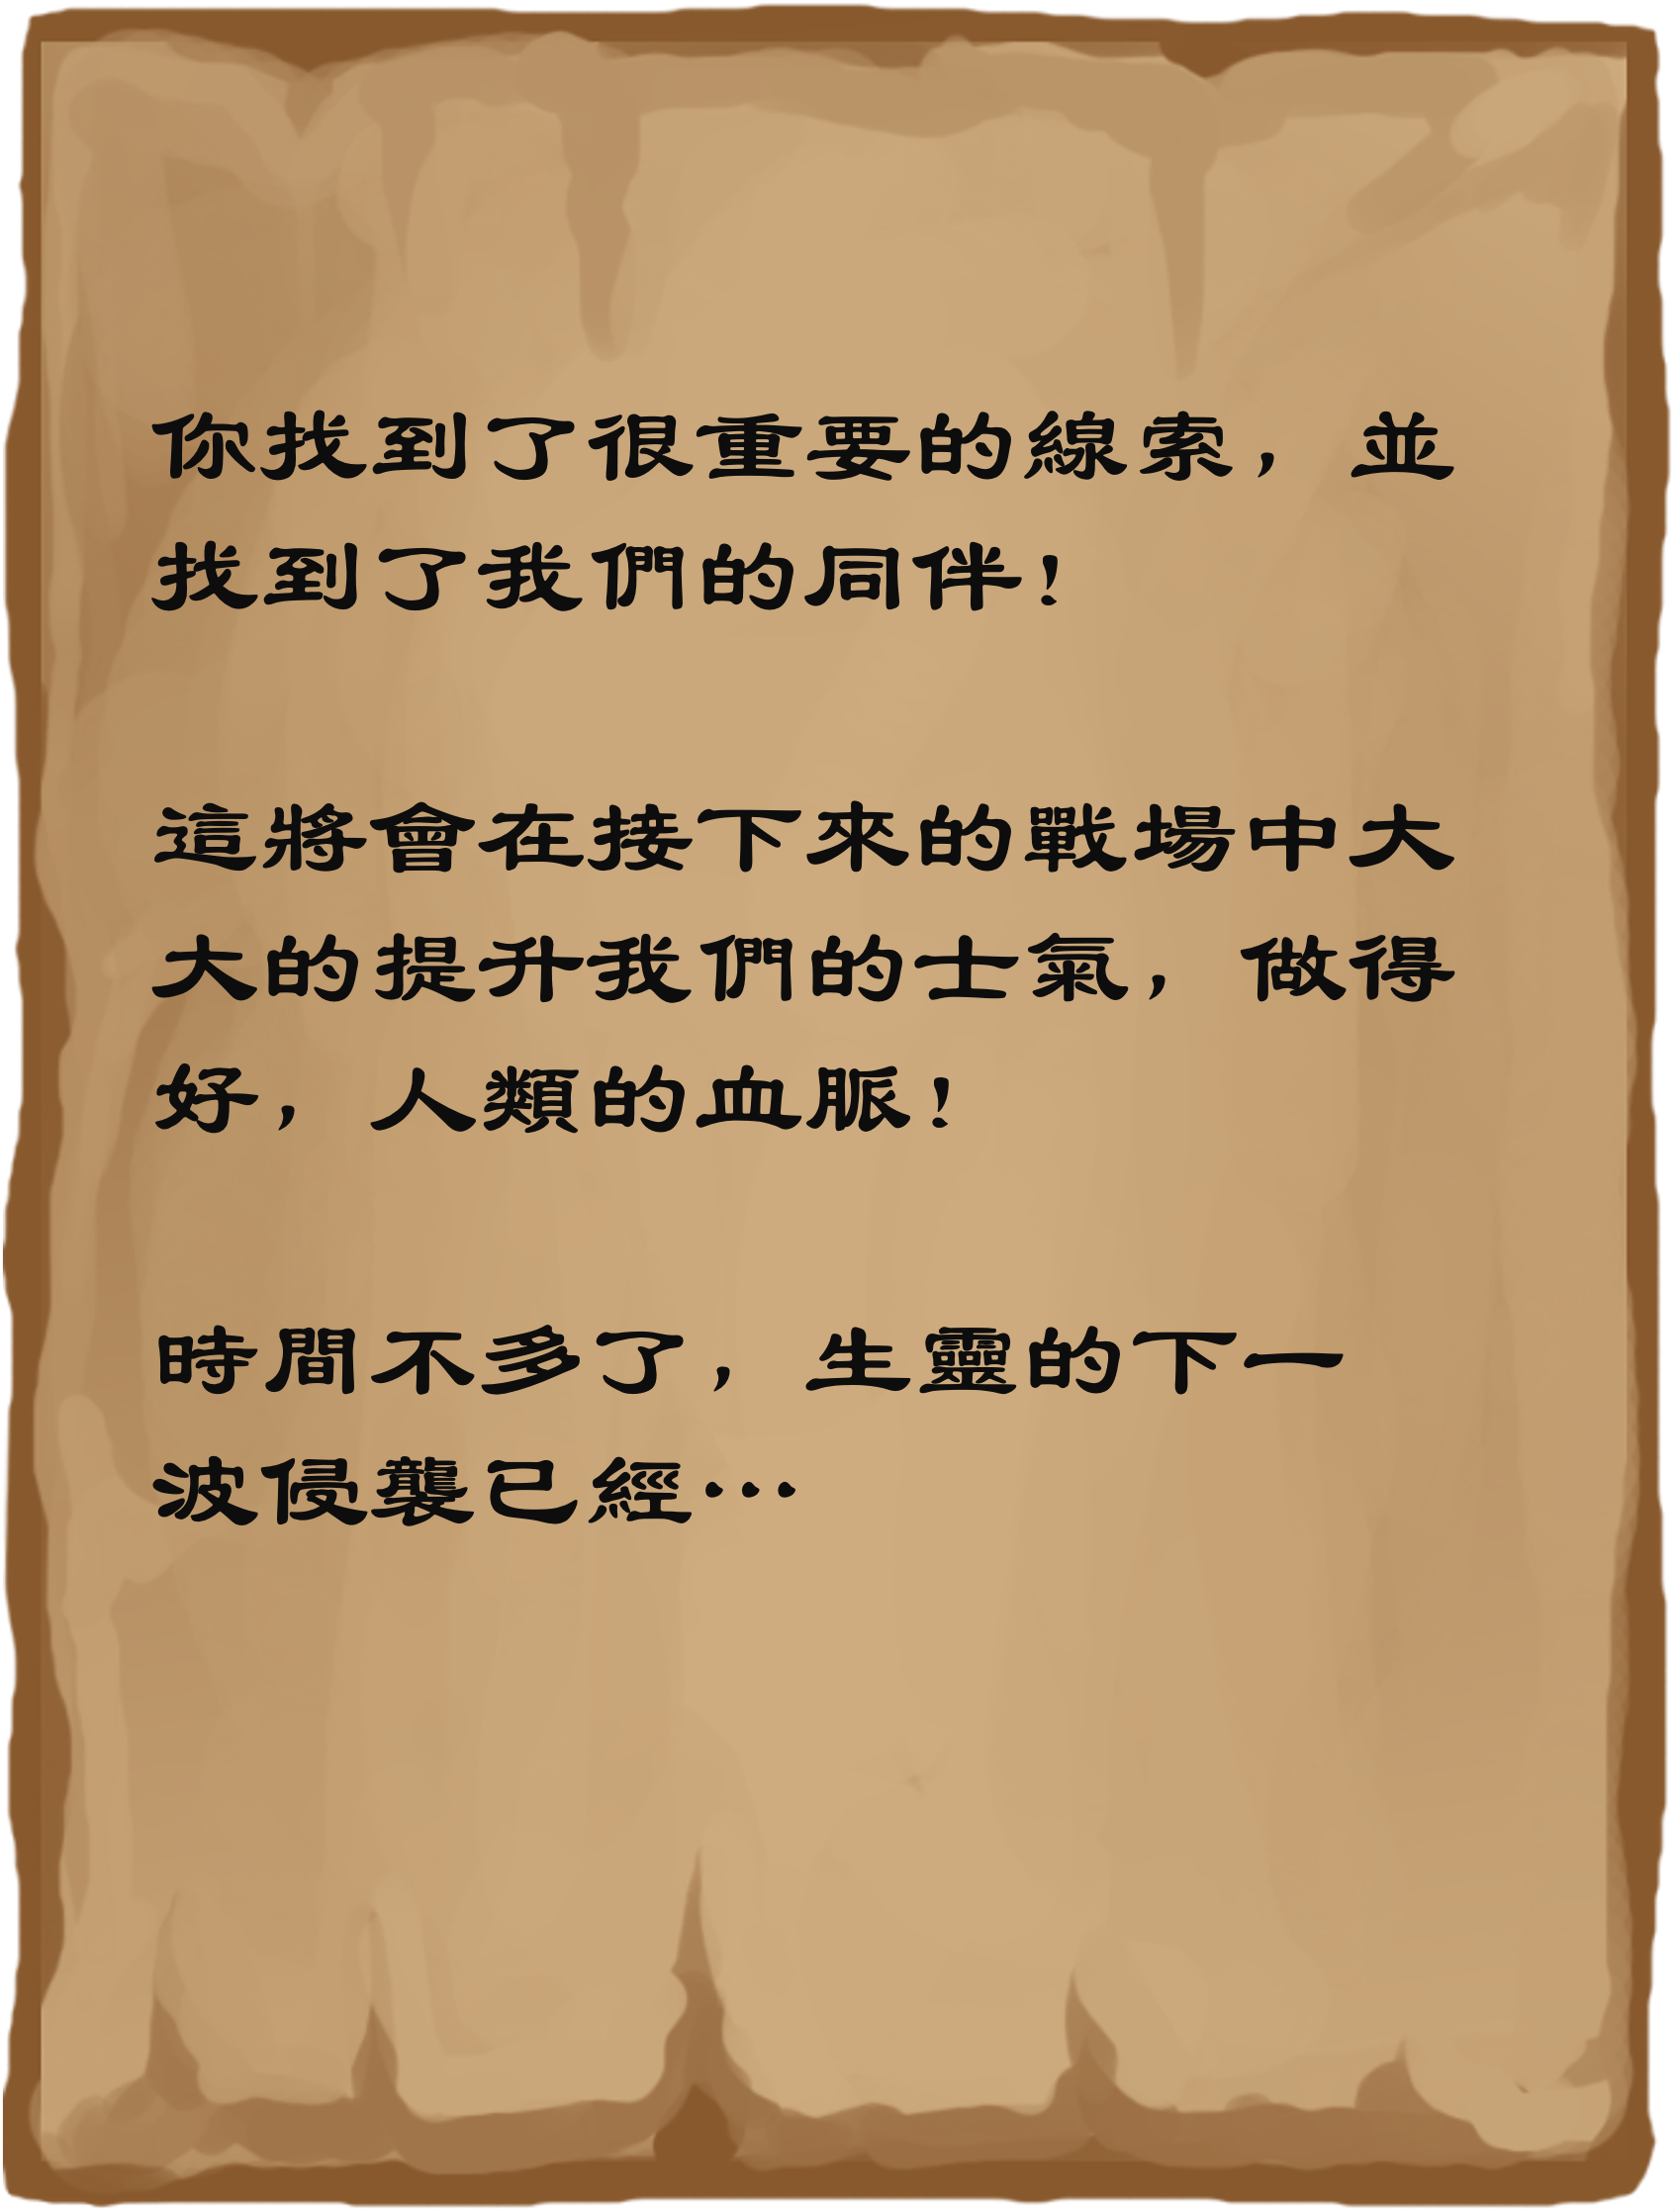 你找到了很重要的線索，並
找到了我們的同伴！
這將會在接下來的戰場中大
大的提升我們的士氣，做得
好，人類的血脈！
時間不多了，生靈的下一
波侵襲已經…